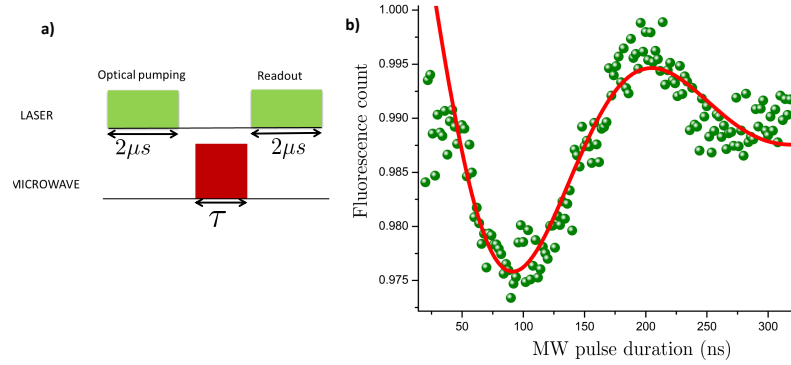 a)
Optical pumping
Readout
LASER
2μs
2μs
MICROWAVE
τ
b)
Fluorescence count
1.000
0.995
0.990
0.985
0.980
0.975
50
100
150
200
250
300
MW pulse duration (ns)